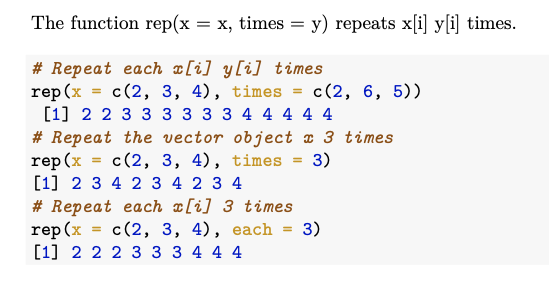 The function rep(x = x, times = y) repeats x[i] y[i] times.
# Repeat each x[i] y[i] times
rep(x = c(2, 3, 4), times = c(2, 6, 5))
[1] 2 2 3 3 3 3 3 3 4 4 4 4 4
# Repeat the vector object x 3 times
rep(x = c(2, 3, 4), times = 3)
[1] 2 3 4 2 3 4 2 3 4
# Repeat each x[i] 3 times
rep(x = c(2, 3, 4), each = 3)
[1] 2 2 2 3 3 3 4 4 4